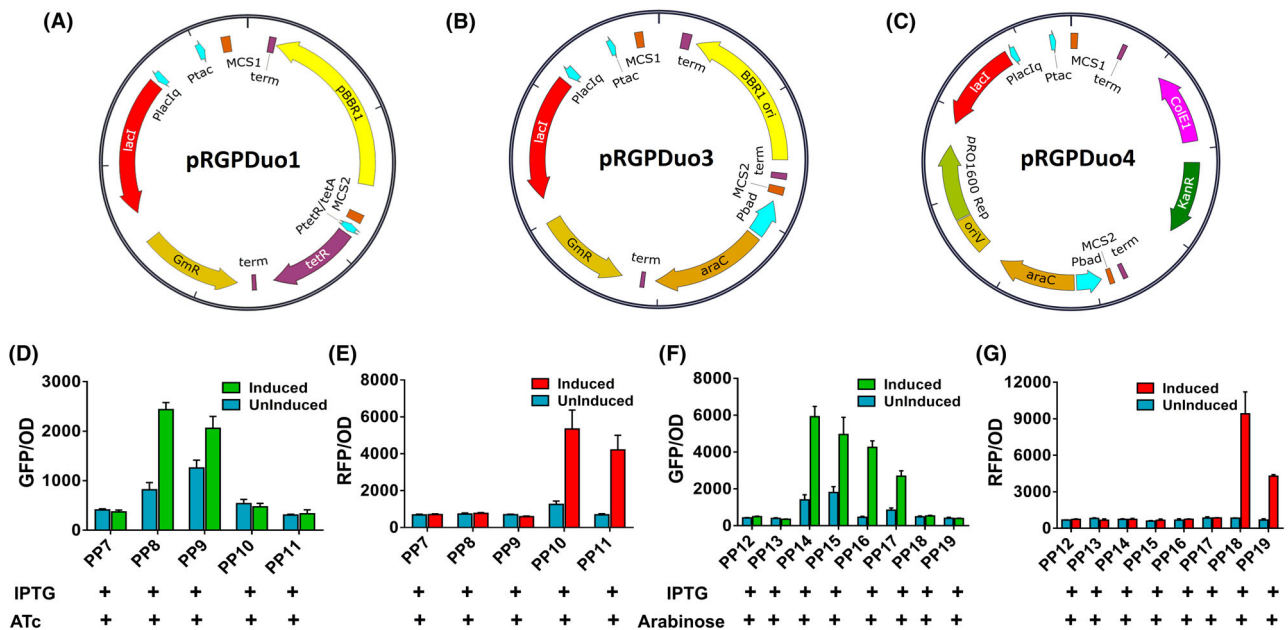 (A)
PlacIq
Ptac
MCS1
term
pBBR1
MCS2
PtetR/tetA
tetR
term
GmR
lacI
pRGPDuo1
(B)
PlacIq
Ptac
MCS1
term
BBR1 ori
term
MCS2
Pbad
araC
term
GmR
lacI
pRGPDuo3
(C)
PlacIq
Ptac
MCS1
term
ColE1
KanR
term
MCS2
Pbad
araC
oriV
pRO1600 Rep
lacI
pRGPDuo4
(D)
GFP/OD
3000
2000
1000
0
Induced
UnInduced
PP7 PP8 PP9 PP10 PP11
IPTG + + + + +
ATc + + + + +
(E)
RFP/OD
8000
6000
4000
2000
0
Induced
UnInduced
PP7 PP8 PP9 PP10 PP11
+ + + + +
+ + + + +
(F)
GFP/OD
8000
6000
4000
2000
0
Induced
UnInduced
PP12 PP13 PP14 PP15 PP16 PP17 PP18 PP19
IPTG + + + + + + + +
Arabinose + + + + + + + +
(G)
RFP/OD
12000
9000
6000
3000
0
Induced
UnInduced
PP12 PP13 PP14 PP15 PP16 PP17 PP18 PP19
+ + + + + + + +
+ + + + + + + +